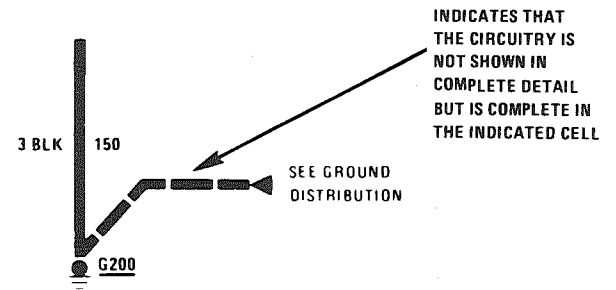 INDICATES THAT
THE CIRCUITRY IS
NOT SHOWN IN
COMPLETE DETAIL
BUT IS COMPLETE IN
THE INDICATED CELL
3 BLK 150
SEE GROUND
DISTRIBUTION
G200